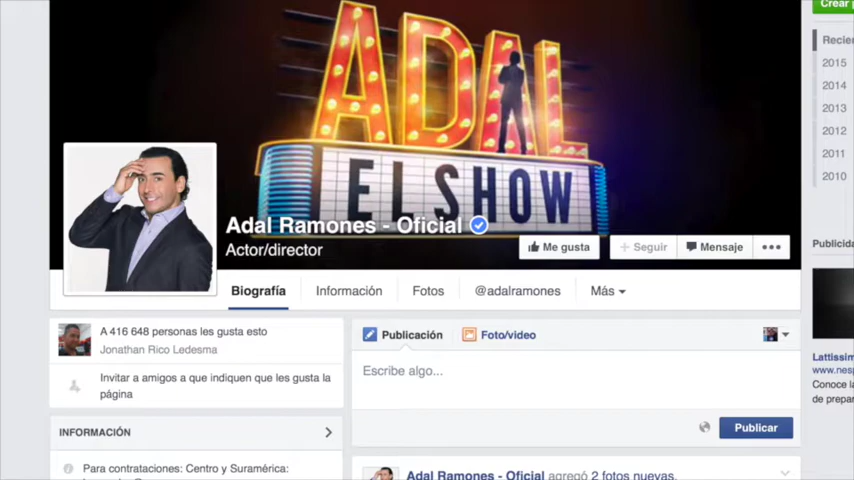 ADAL
EL SHOW
Adal Ramones - Oficial
Actor/director
Me gusta
Seguir
Mensaje
Biografía
Información
Fotos
@adalramones
Más
A 416 648 personas les gusta esto
Jonathan Rico Ledesma
Invitar a amigos a que indiquen que les gusta la
página
INFORMACIÓN
Para contrataciones: Centro y Suramérica:
Publicación
Foto/video
Escribe algo...
Publicar
Adal Ramones - Oficial agregó 2 fotos nuevas.
Crear
Recien
2015
2014
2013
2012
2011
2010
Publicida
Lattissim
www.nesp
Conoce la
de prepar